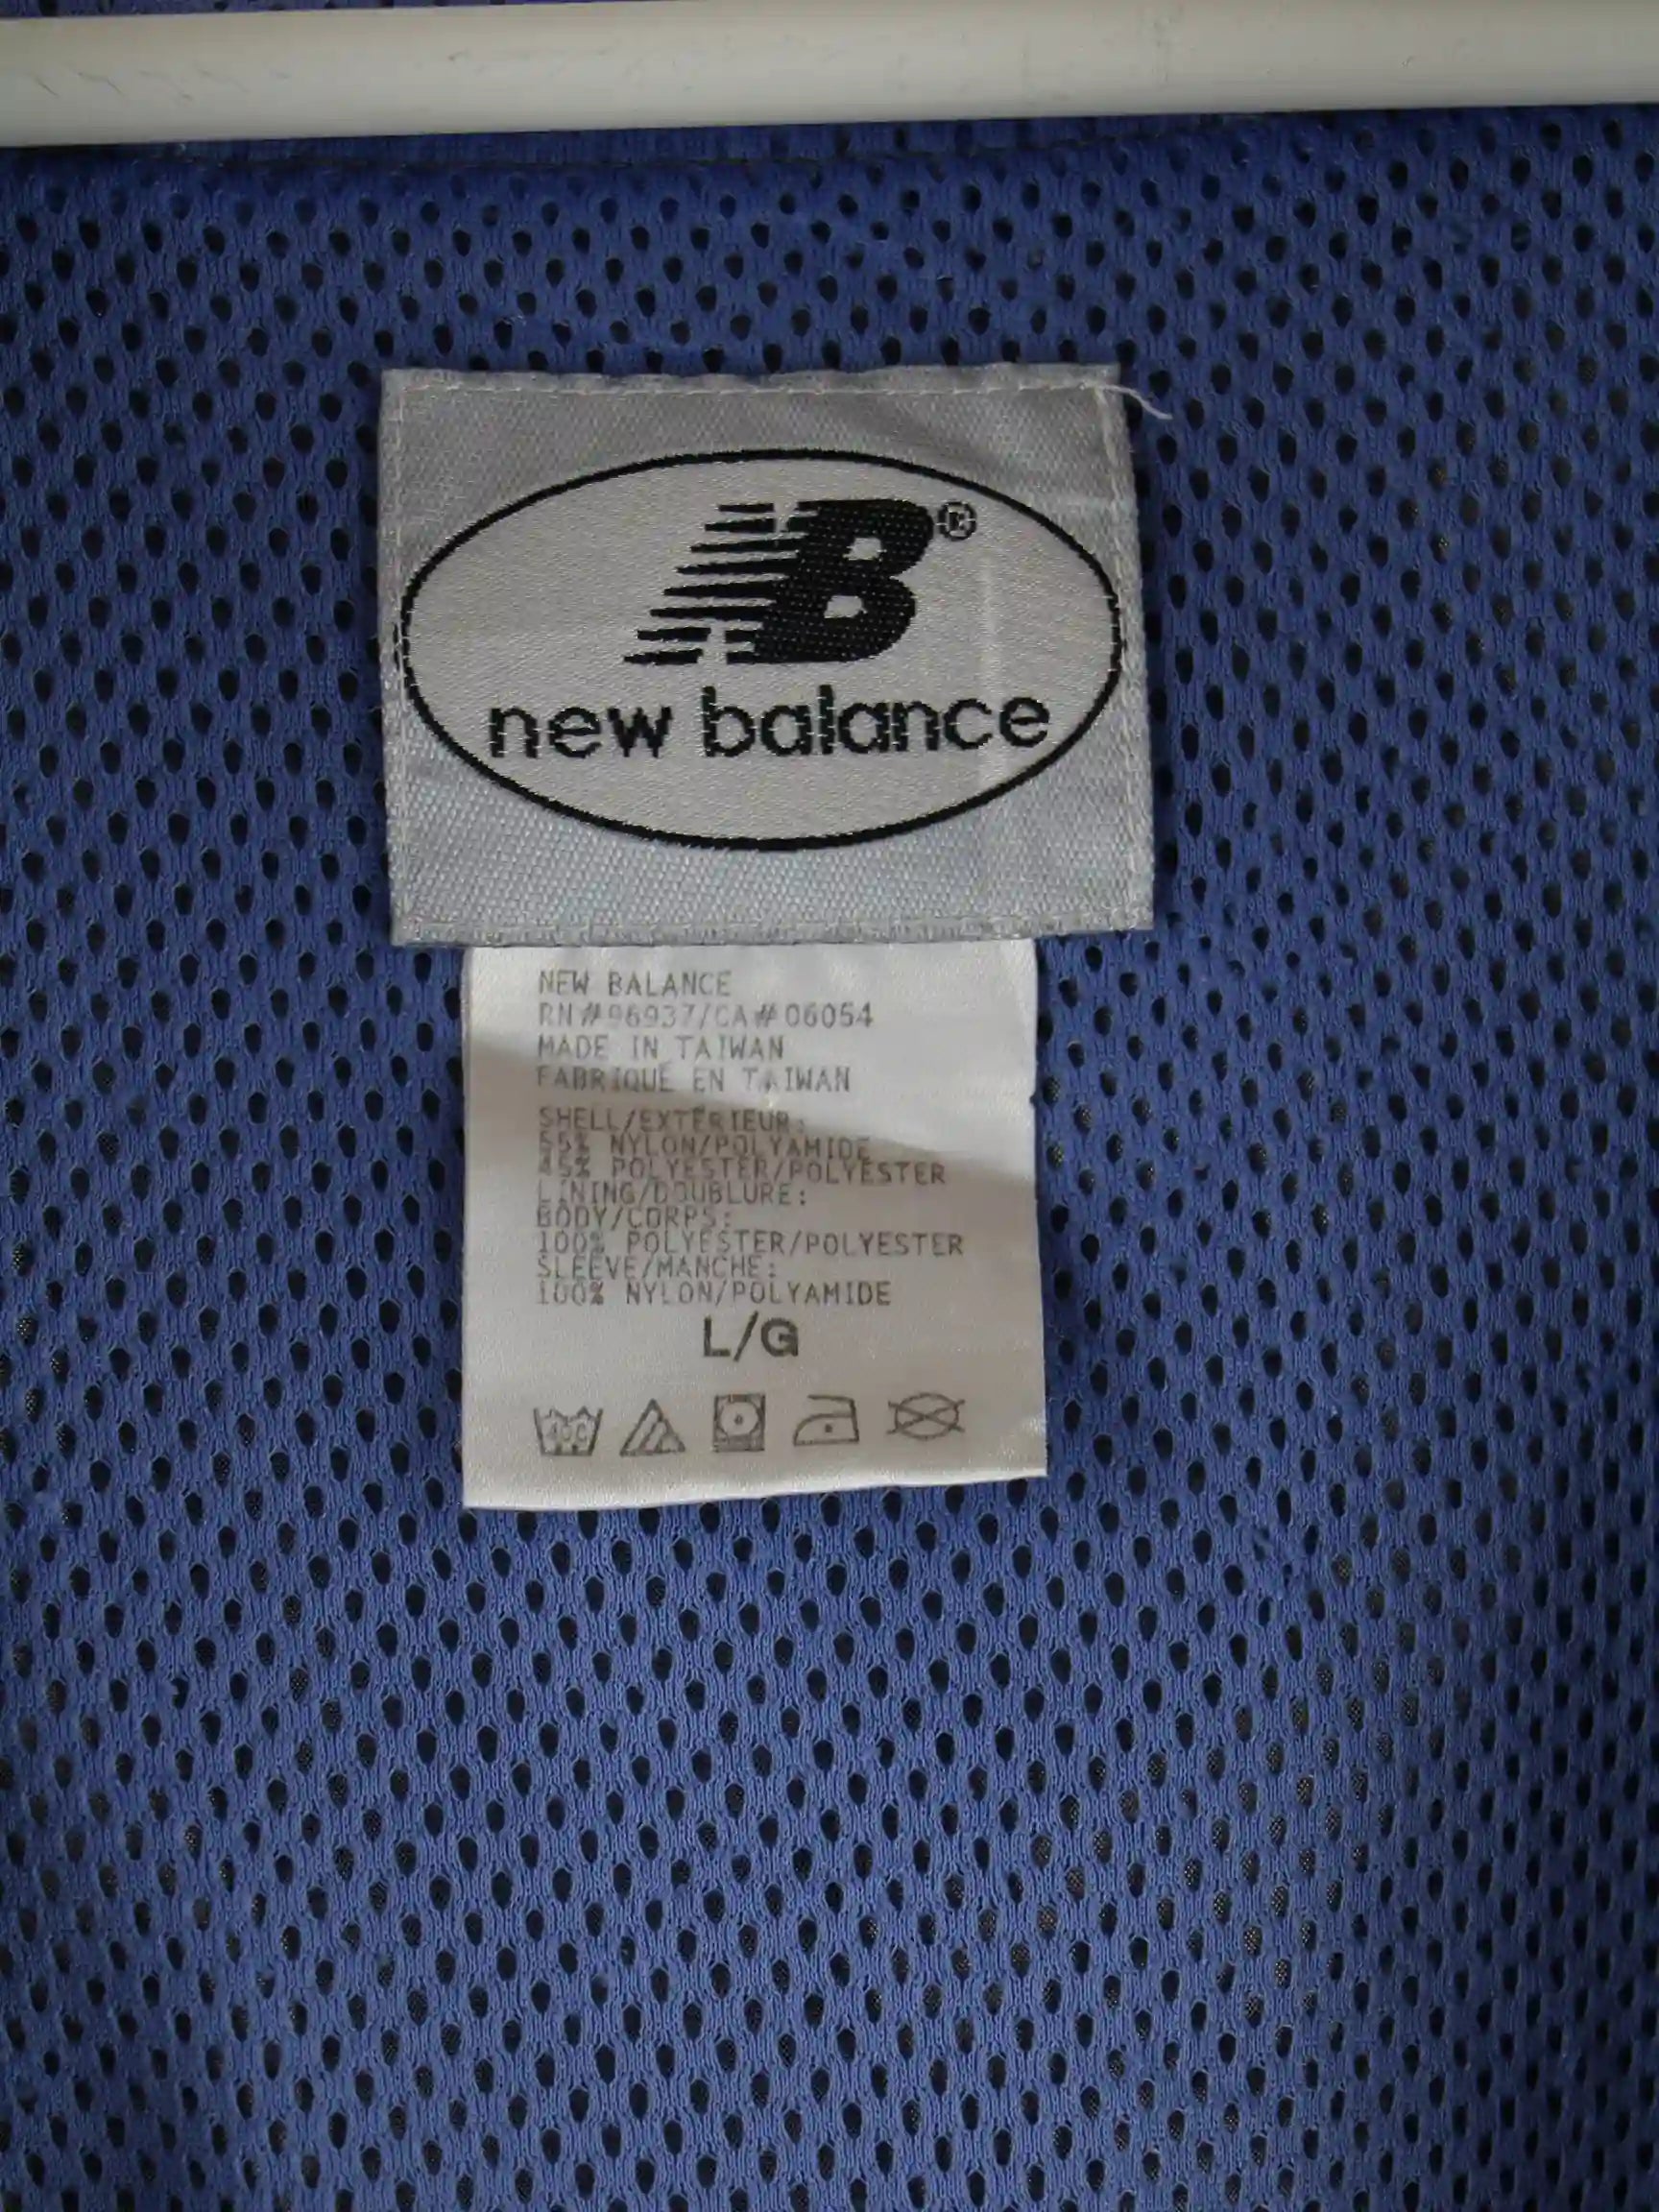 NB®
new balance
NEW BALANCE
RN#96937/CA#06054
MADE IN TAIWAN
FABRIQUE EN TAIWAN
SHELL/EXTERIEUR:
55% NYLON/POLYAMIDE
45% POLYESTER/POLYESTER
LINING/DOUBLURE:
BODY/CORPS:
100% POLYESTER/POLYESTER
SLEEVE/MANCHE:
100% NYLON/POLYAMIDE
L/G